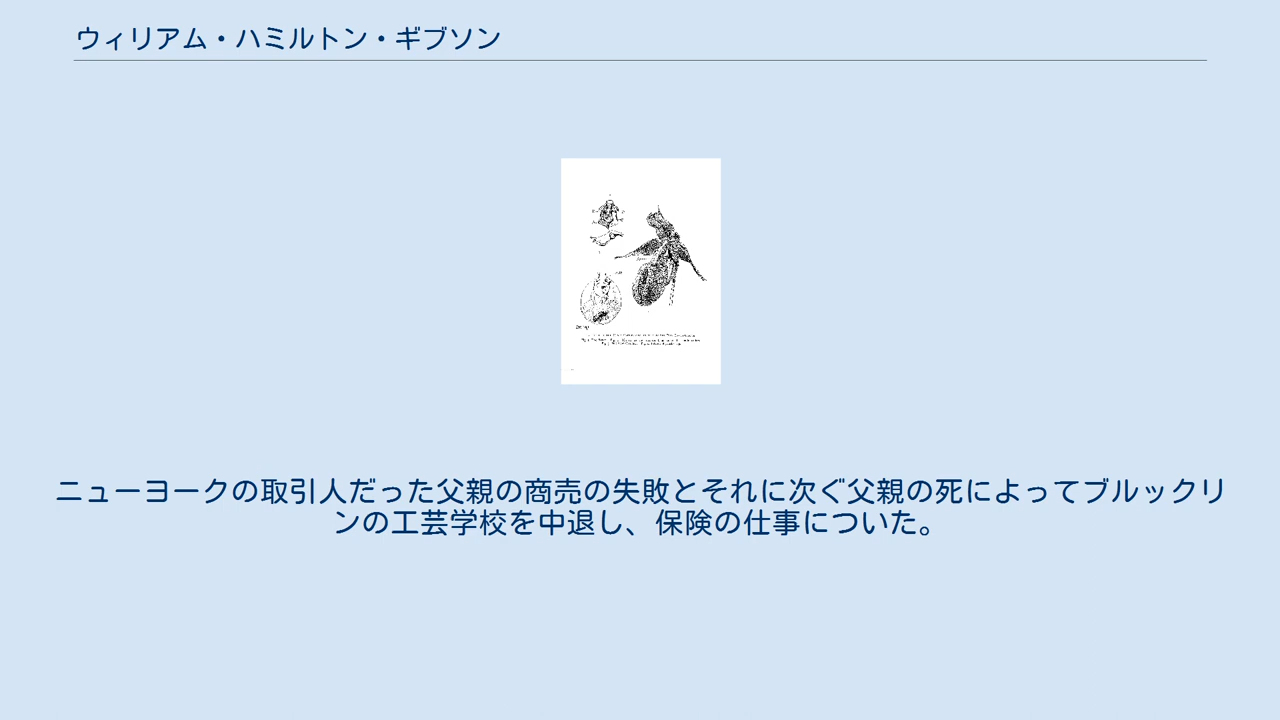 ウィリアム・ハミルトン・ギブソン
ニューヨークの取引人だった父親の商売の失敗とそれに次ぐ父親の死によってブルックリ
ンの工芸学校を中退し、保険の仕事についた。